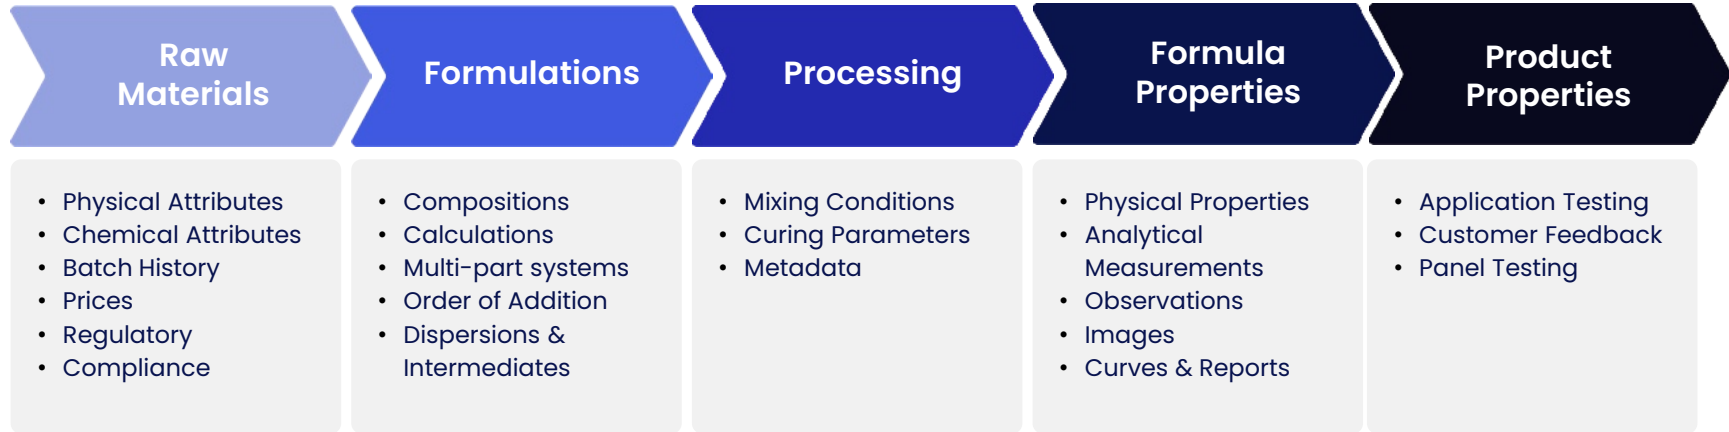 Raw
Materials
• Physical Attributes
• Chemical Attributes
• Batch History
• Prices
• Regulatory
• Compliance
Formulations
• Compositions
• Calculations
• Multi-part systems
• Order of Addition
• Dispersions &
Intermediates
Processing
• Mixing Conditions
• Curing Parameters
• Metadata
Formula
Properties
• Physical Properties
• Analytical
Measurements
• Observations
• Images
• Curves & Reports
Product
Properties
• Application Testing
• Customer Feedback
• Panel Testing